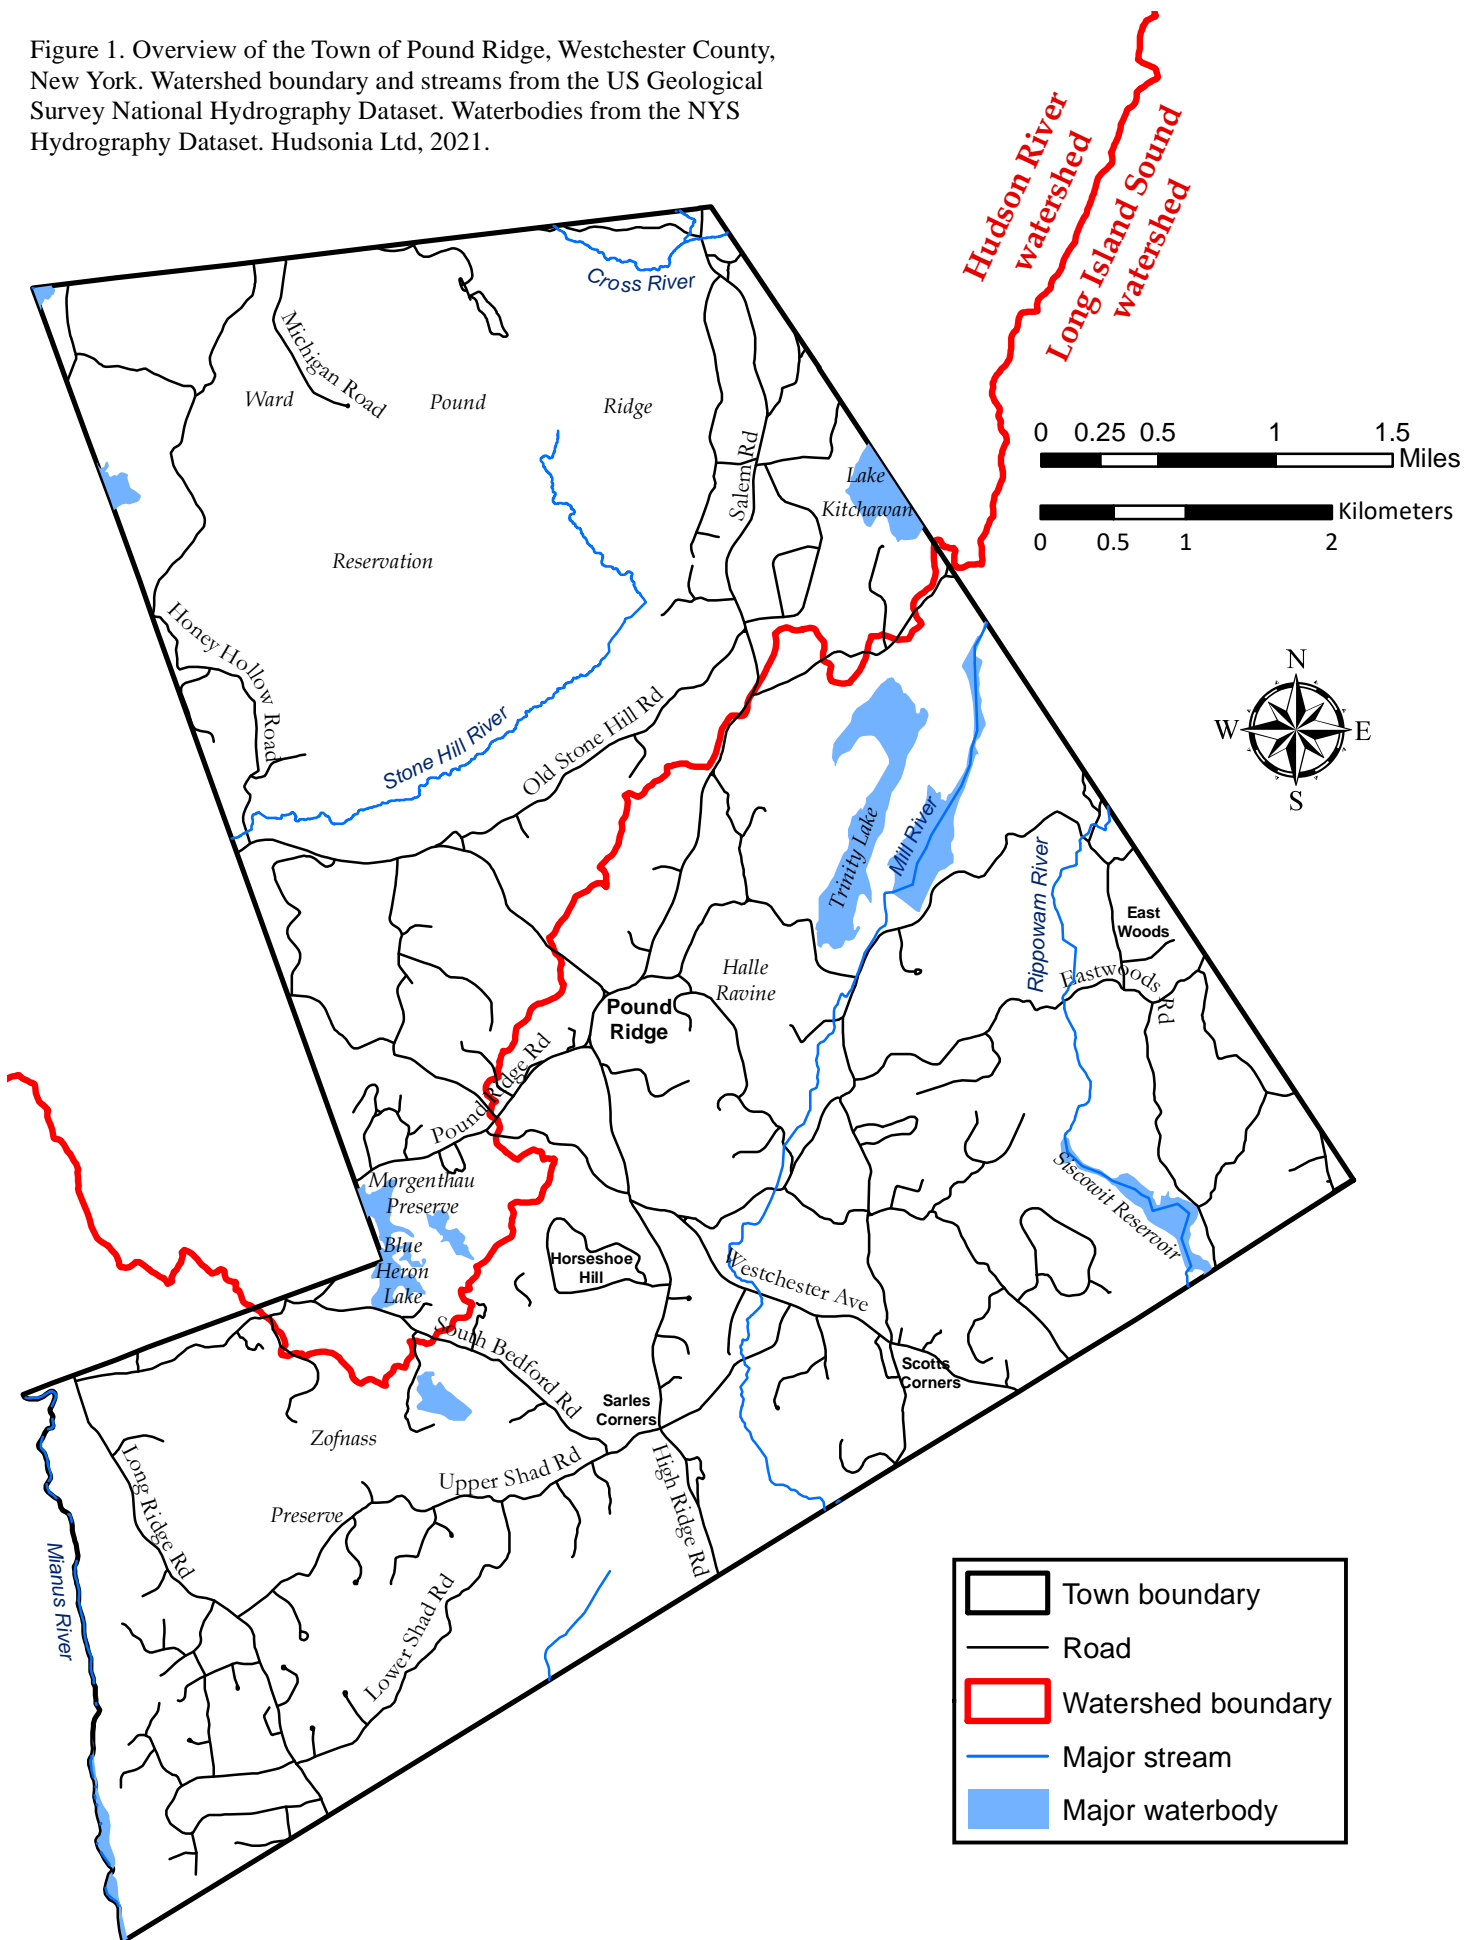 Figure 1. Overview of the Town of Pound Ridge, Westchester County,
New York. Watershed boundary and streams from the US Geological
Survey National Hydrography Dataset. Waterbodies from the NYS
Hydrography Dataset. Hudsonia Ltd, 2021.
Hudson River
watershed
Long Island Sound
watershed
Cross River
Michigan Road
Ward
Pound
Ridge
Reservation
Salem Rd
Lake
Kitchawan
0 0.25 0.5 1 1.5
Miles
Kilometers
0 0.5 1 2
Honey Hollow Road
Stone Hill River
Old Stone Hill Rd
N
W
E
S
Trinity Lake
Mill River
Rippowam River
East
Woods
Eastwoods Rd
Halle
Ravine
Pound
Ridge
Pound Ridge Rd
Morgenthau
Preserve
Blue
Heron
Lake
Horseshoe
Hill
Siscowit Reservoir
Westchester Ave
South Bedford Rd
Scotts
Corners
Sarles
Corners
Zofnass
Preserve
Upper Shad Rd
High Ridge Rd
Long Ridge Rd
Lower Shad Rd
Mianus River
Town boundary
Road
Watershed boundary
Major stream
Major waterbody